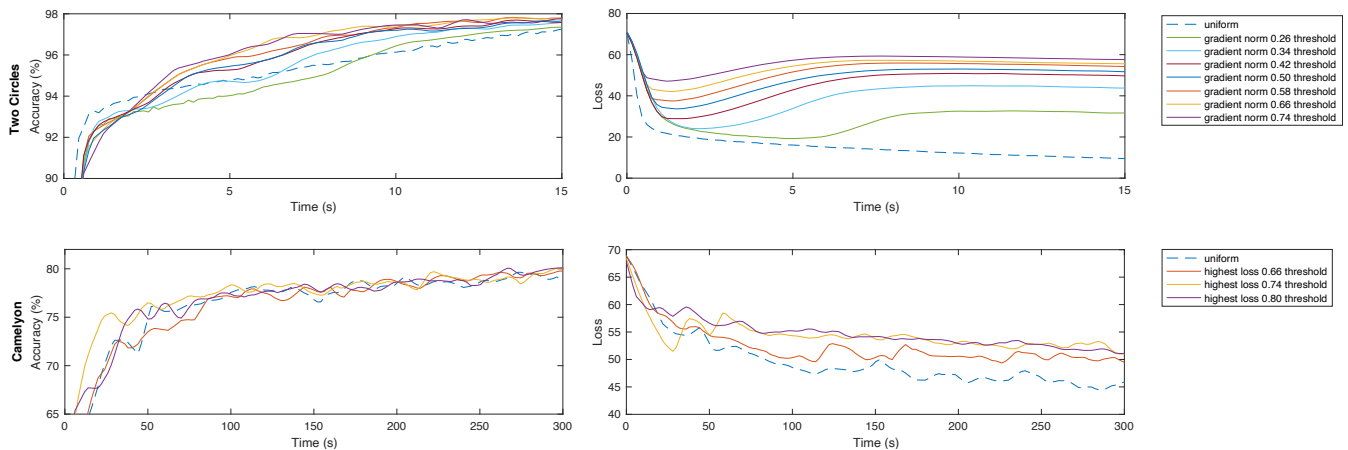 Two Circles
Accuracy (%)
98
96
94
92
90
0
5
10
15
Time (s)
Loss
80
60
40
20
0
0
5
10
15
Time (s)
uniform
gradient norm 0.26 threshold
gradient norm 0.34 threshold
gradient norm 0.42 threshold
gradient norm 0.50 threshold
gradient norm 0.58 threshold
gradient norm 0.66 threshold
gradient norm 0.74 threshold
Camelyon
Accuracy (%)
80
75
70
65
0
50
100
150
200
250
300
Time (s)
Loss
70
65
60
55
50
45
40
0
50
100
150
200
250
300
Time (s)
uniform
highest loss 0.66 threshold
highest loss 0.74 threshold
highest loss 0.80 threshold